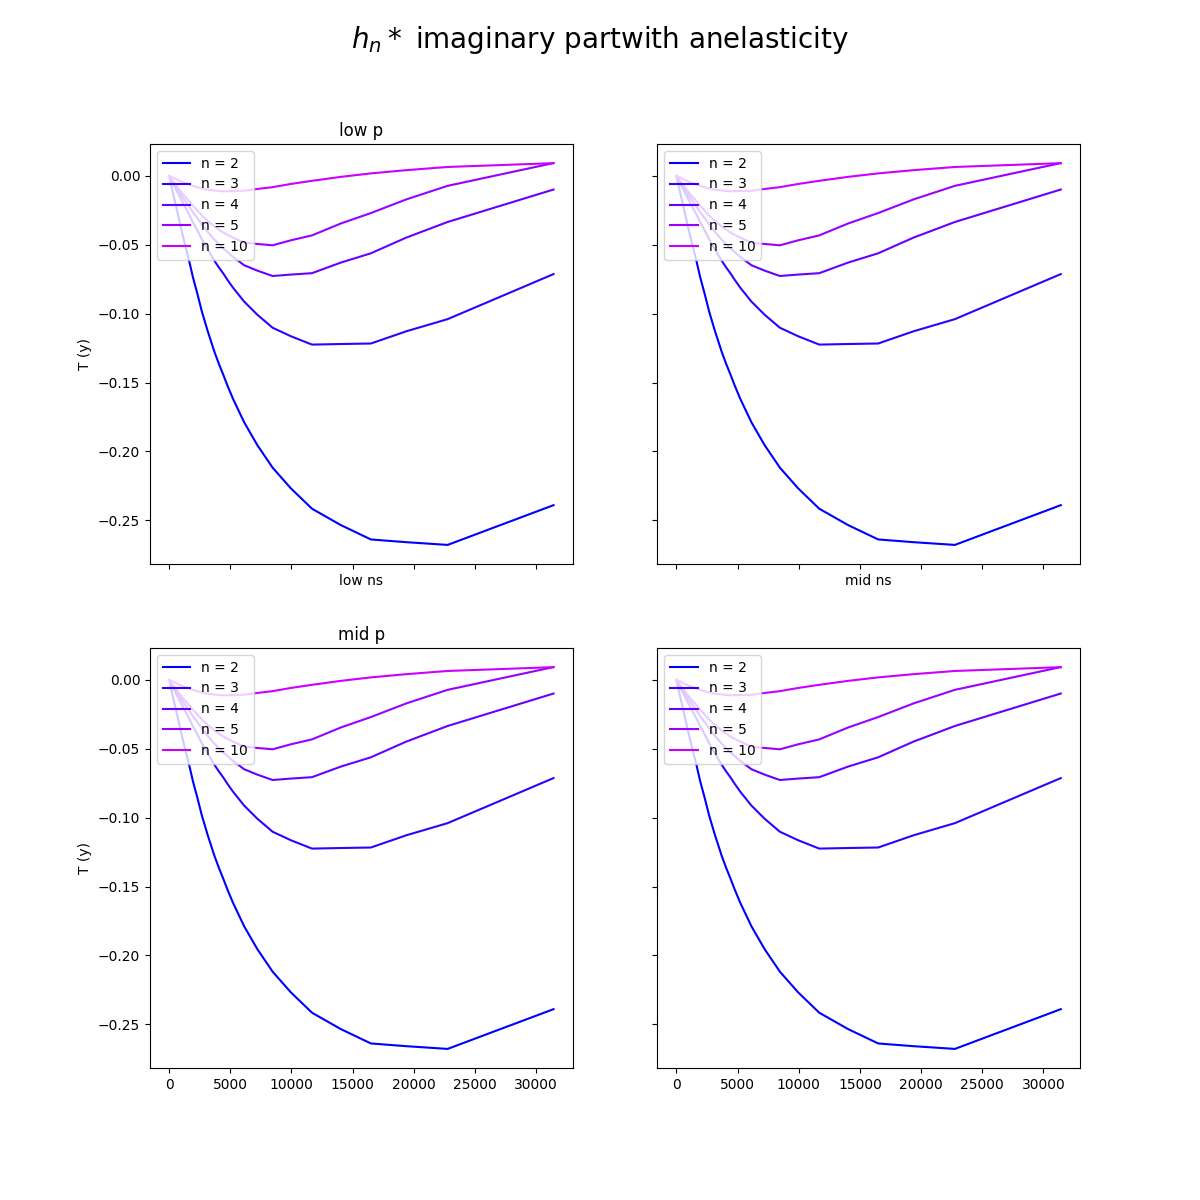 hₙ* imaginary partwith anelasticity
low p
n = 2
n = 3
n = 4
n = 5
n = 10
0.00
−0.05
−0.10
−0.15
−0.20
−0.25
T (y)
low ns
n = 2
n = 3
n = 4
n = 5
n = 10
mid ns
mid p
n = 2
n = 3
n = 4
n = 5
n = 10
0.00
−0.05
−0.10
−0.15
−0.20
−0.25
T (y)
0 5000 10000 15000 20000 25000 30000
n = 2
n = 3
n = 4
n = 5
n = 10
0 5000 10000 15000 20000 25000 30000